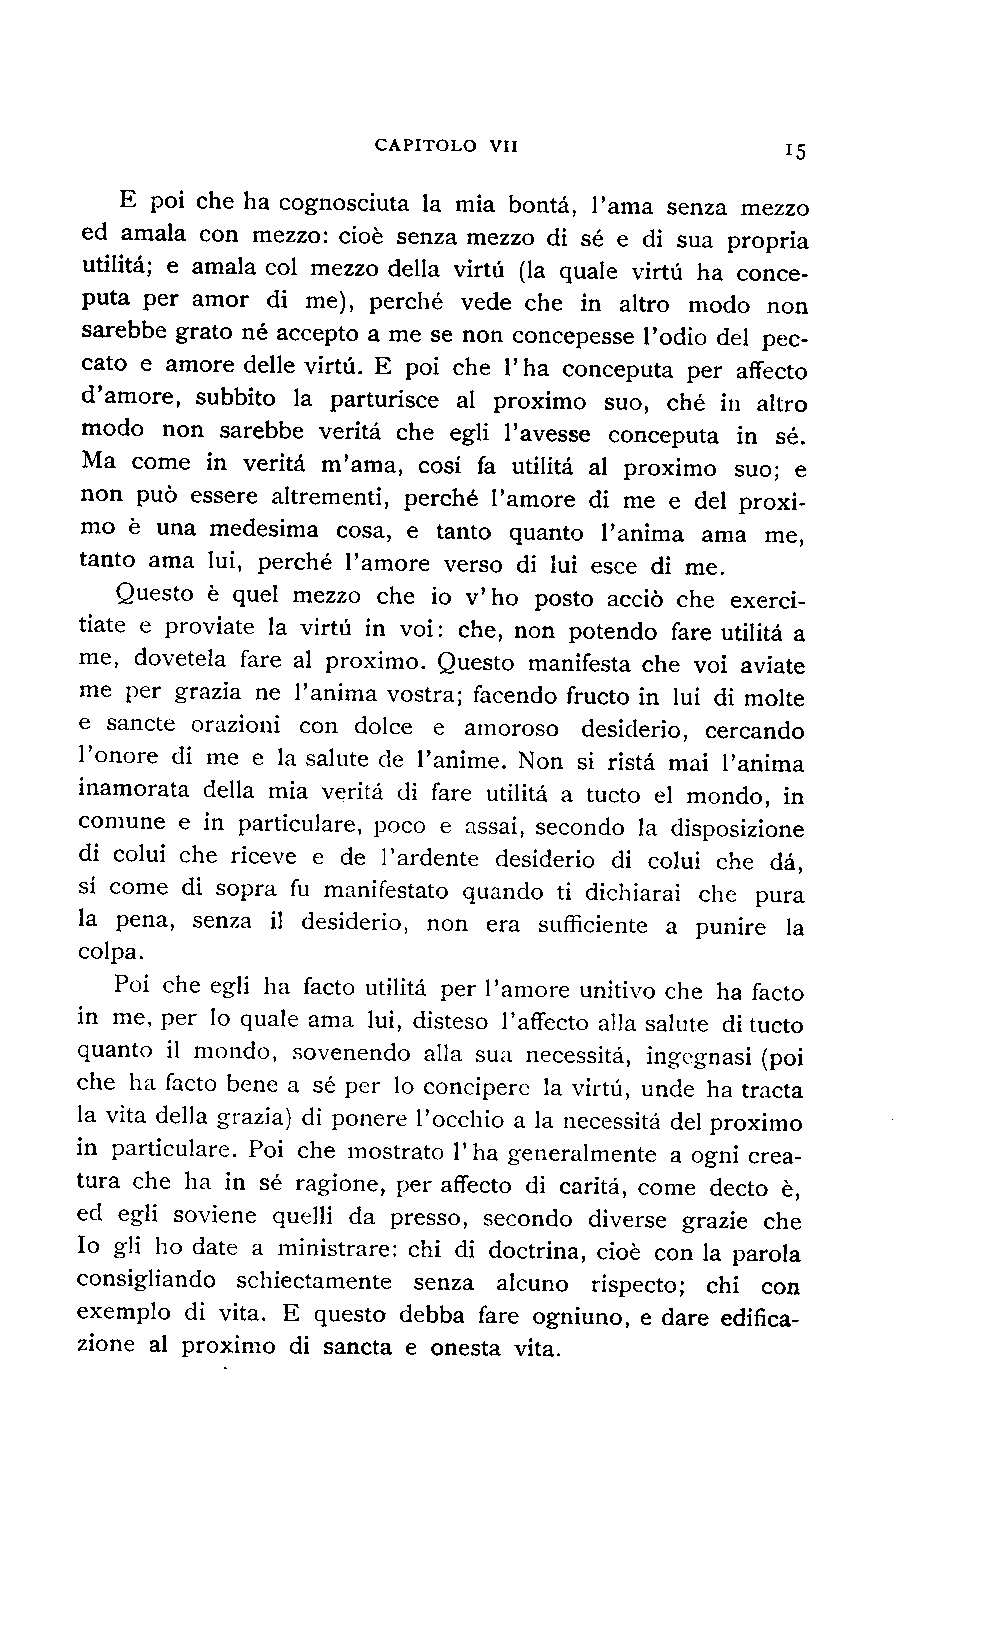 CAPITOLO VII 15
E poi che ha cognosciuta la mia bontá, l'ama senza mezzo
ed amala con mezzo: cioè senza mezzo di sé e di sua propria
utilitá; e amala col mezzo della virtú (la quale virtú ha conce-
puta per amor di me), perché vede che in altro modo non
sarebbe grato né accepto a me se non concepesse l'odio del pec-
cato e amore delle virtú. E poi che l'ha conceputa per affecto
d'amore, subbito la parturisce al proximo suo, ché in altro
modo non sarebbe veritá che egli l'avesse conceputa in sé.
Ma come in veritá m'ama, cosí fa utilitá al proximo suo; e
non può essere altrementi, perché l'amore di me e del proxi-
mo è una medesima cosa, e tanto quanto l'anima ama me,
tanto ama lui, perché l'amore verso di lui esce di me.
Questo è quel mezzo che io v'ho posto acciò che exerci-
tiate e proviate la virtú in voi: che, non potendo fare utilitá a
me, dovetela fare al proximo. Questo manifesta che voi aviate
me per grazia ne l'anima vostra; facendo fructo in lui di molte
e sancte orazioni con dolce e amoroso desiderio, cercando
l'onore di me e la salute de l'anime. Non si ristá mai l'anima
inamorata della mia veritá di fare utilitá a tucto el mondo, in
comune e in particulare, poco e assai, secondo la disposizione
di colui che riceve e de l'ardente desiderio di colui che dá,
sí come di sopra fu manifestato quando ti dichiarai che pura
la pena, senza il desiderio, non era sufficiente a punire la
colpa.
Poi che egli ha facto utilitá per l'amore unitivo che ha facto
in me, per lo quale ama lui, disteso l'affecto alla salute di tucto
quanto il mondo, sovenendo alla sua necessitá, ingegnasi (poi
che ha facto bene a sé per lo concipere la virtú, unde ha tracta
la vita della grazia) di ponere l'occhio a la necessitá del proximo
in particulare. Poi che mostrato l'ha generalmente a ogni crea-
tura che ha in sé ragione, per affecto di caritá, come decto è,
ed egli soviene quelli da presso, secondo diverse grazie che
Io gli ho date a ministrare: chi di doctrina, cioè con la parola
consigliando schiectamente senza alcuno rispecto; chi con
exemplo di vita. E questo debba fare ogniuno, e dare edifica-
zione al proximo di sancta e onesta vita.